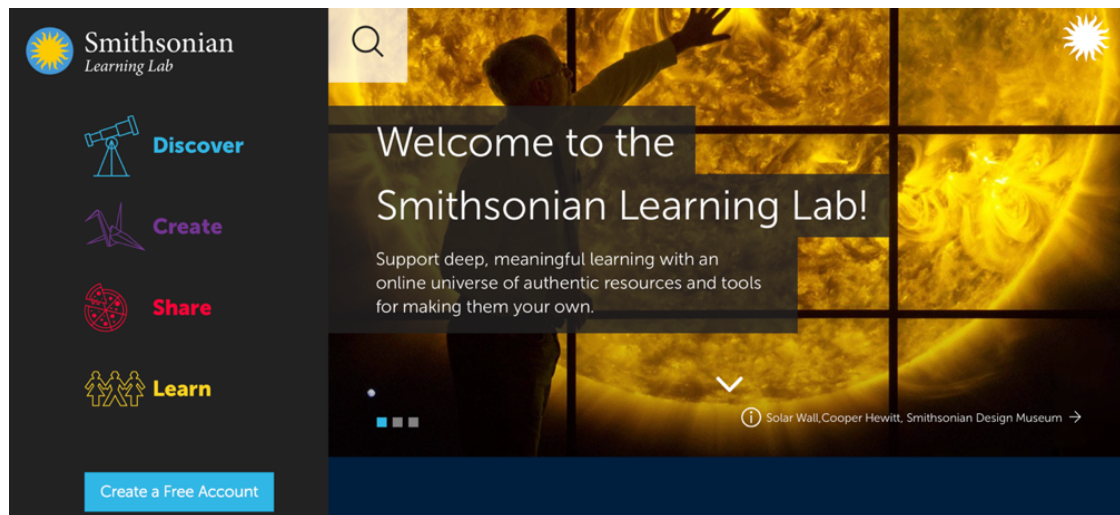 Smithsonian
Learning Lab
Discover
Create
Share
Learn
Create a Free Account
Welcome to the
Smithsonian Learning Lab!
Support deep, meaningful learning with an
online universe of authentic resources and tools
for making them your own.
Solar Wall,Cooper Hewitt, Smithsonian Design Museum